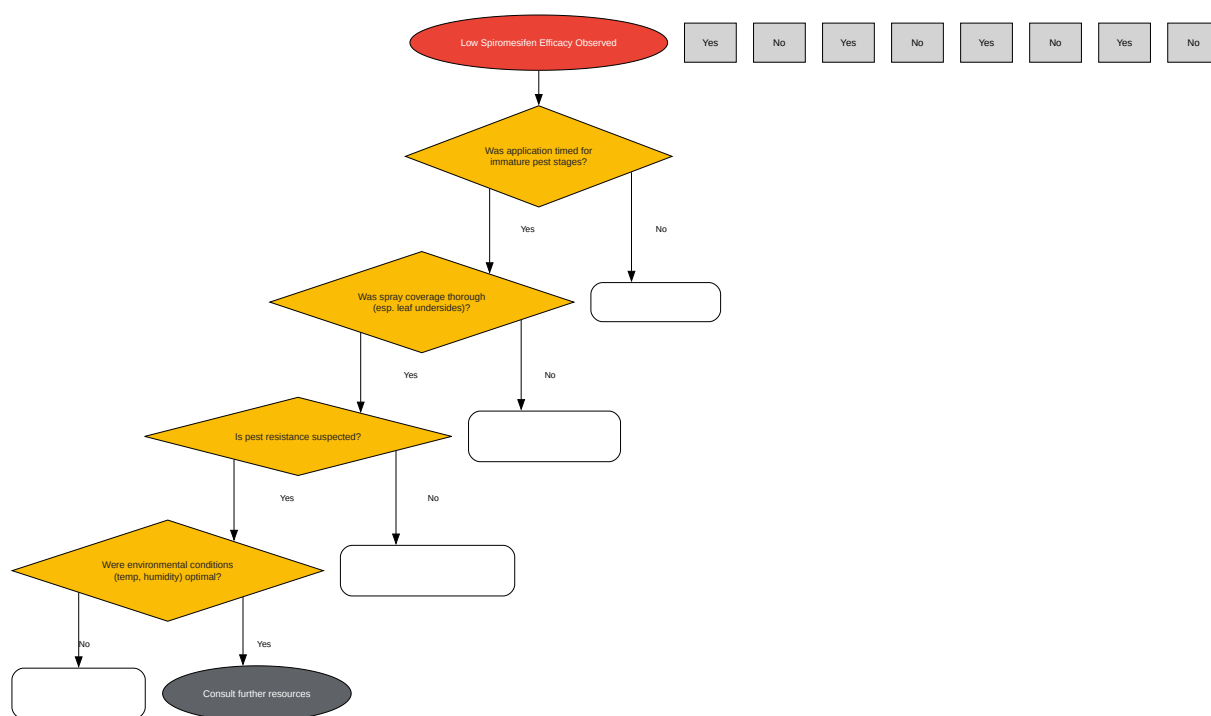 Low Spiromesifen Efficacy Observed
Yes
No
Yes
No
Yes
No
Yes
No
Was application timed for
immature pest stages?
Yes
No
Was spray coverage thorough
(esp. leaf undersides)?
Yes
No
Is pest resistance suspected?
Yes
No
Were environmental conditions
(temp, humidity) optimal?
No
Yes
Consult further resources